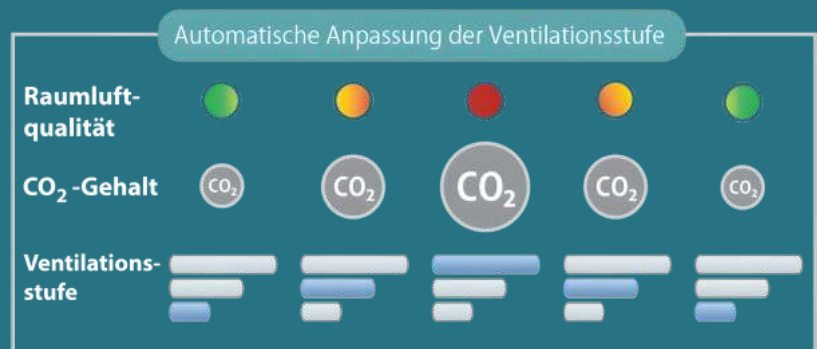 Automatische Anpassung der Ventilationsstufe
Raumluft-
qualität
CO₂-Gehalt
CO₂ CO₂ CO₂ CO₂ CO₂
Ventilations-
stufe